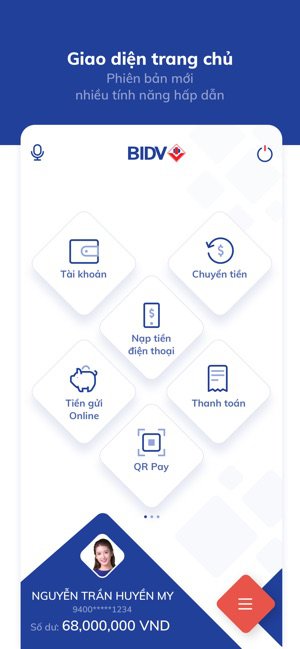 Giao diện trang chủ
Phiên bản mới
nhiều tính năng hấp dẫn
BIDV
Tài khoản
Chuyển tiền
Nạp tiền
điện thoại
Tiền gửi
Online
Thanh toán
QR Pay
NGUYỄN TRẦN HUYỀN MY
9400*****1234
Số dư: 68,000,000 VND